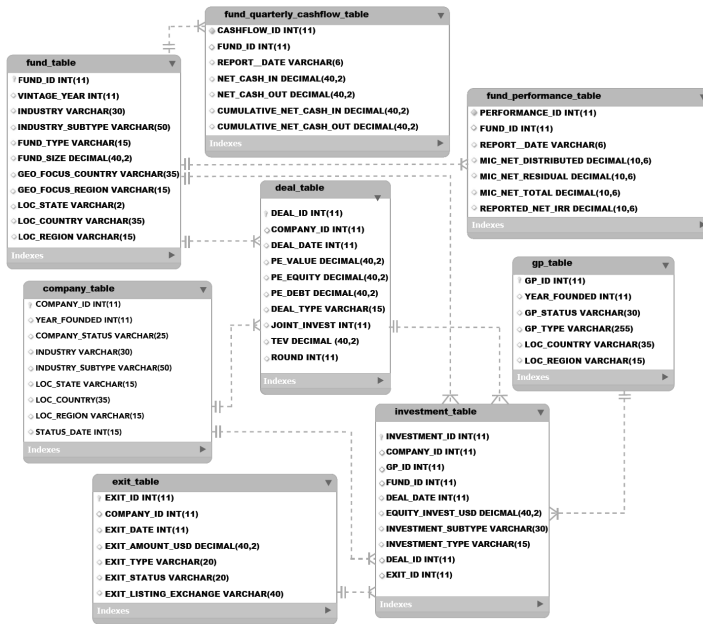 fund_quarterly_cashflow_table
CASHFLOW_ID INT(11)
FUND_ID INT(11)
REPORT__DATE VARCHAR(6)
NET_CASH_IN DECIMAL(40,2)
NET_CASH_OUT DECIMAL(40,2)
CUMULATIVE_NET_CASH_IN DECIMAL(40,2)
CUMULATIVE_NET_CASH_OUT DECIMAL(40,2)
Indexes
fund_table
FUND_ID INT(11)
VINTAGE_YEAR INT(11)
INDUSTRY VARCHAR(30)
INDUSTRY_SUBTYPE VARCHAR(50)
FUND_TYPE VARCHAR(15)
FUND_SIZE DECIMAL(40,2)
GEO_FOCUS_COUNTRY VARCHAR(35)
GEO_FOCUS_REGION VARCHAR(15)
LOC_STATE VARCHAR(2)
LOC_COUNTRY VARCHAR(35)
LOC_REGION VARCHAR(15)
Indexes
fund_performance_table
PERFORMANCE_ID INT(11)
FUND_ID INT(11)
REPORT__DATE VARCHAR(6)
MIC_NET_DISTRIBUTED DECIMAL(10,6)
MIC_NET_RESIDUAL DECIMAL(10,6)
MIC_NET_TOTAL DECIMAL(10,6)
REPORTED_NET_IRR DECIMAL(10,6)
Indexes
deal_table
DEAL_ID INT(11)
COMPANY_ID INT(11)
DEAL_DATE INT(11)
PE_VALUE DECIMAL(40,2)
PE_EQUITY DECIMAL(40,2)
PE_DEBT DECIMAL(40,2)
DEAL_TYPE VARCHAR(15)
JOINT_INVEST INT(11)
TEV DECIMAL (40,2)
ROUND INT(11)
Indexes
gp_table
GP_ID INT(11)
YEAR_FOUNDED INT(11)
GP_STATUS VARCHAR(30)
GP_TYPE VARCHAR(255)
LOC_COUNTRY VARCHAR(35)
LOC_REGION VARCHAR(15)
Indexes
company_table
COMPANY_ID INT(11)
YEAR_FOUNDED INT(11)
COMPANY_STATUS VARCHAR(25)
INDUSTRY VARCHAR(30)
INDUSTRY_SUBTYPE VARCHAR(50)
LOC_STATE VARCHAR(15)
LOC_COUNTRY(35)
LOC_REGION VARCHAR(15)
STATUS_DATE INT(15)
Indexes
investment_table
INVESTMENT_ID INT(11)
COMPANY_ID INT(11)
GP_ID INT(11)
FUND_ID INT(11)
DEAL_DATE INT(11)
EQUITY_INVEST_USD DEICMAL(40,2)
INVESTMENT_SUBTYPE VARCHAR(30)
INVESTMENT_TYPE VARCHAR(15)
DEAL_ID INT(11)
EXIT_ID INT(11)
Indexes
exit_table
EXIT_ID INT(11)
COMPANY_ID INT(11)
EXIT_DATE INT(11)
EXIT_AMOUNT_USD DECIMAL(40,2)
EXIT_TYPE VARCHAR(20)
EXIT_STATUS VARCHAR(20)
EXIT_LISTING_EXCHANGE VARCHAR(40)
Indexes